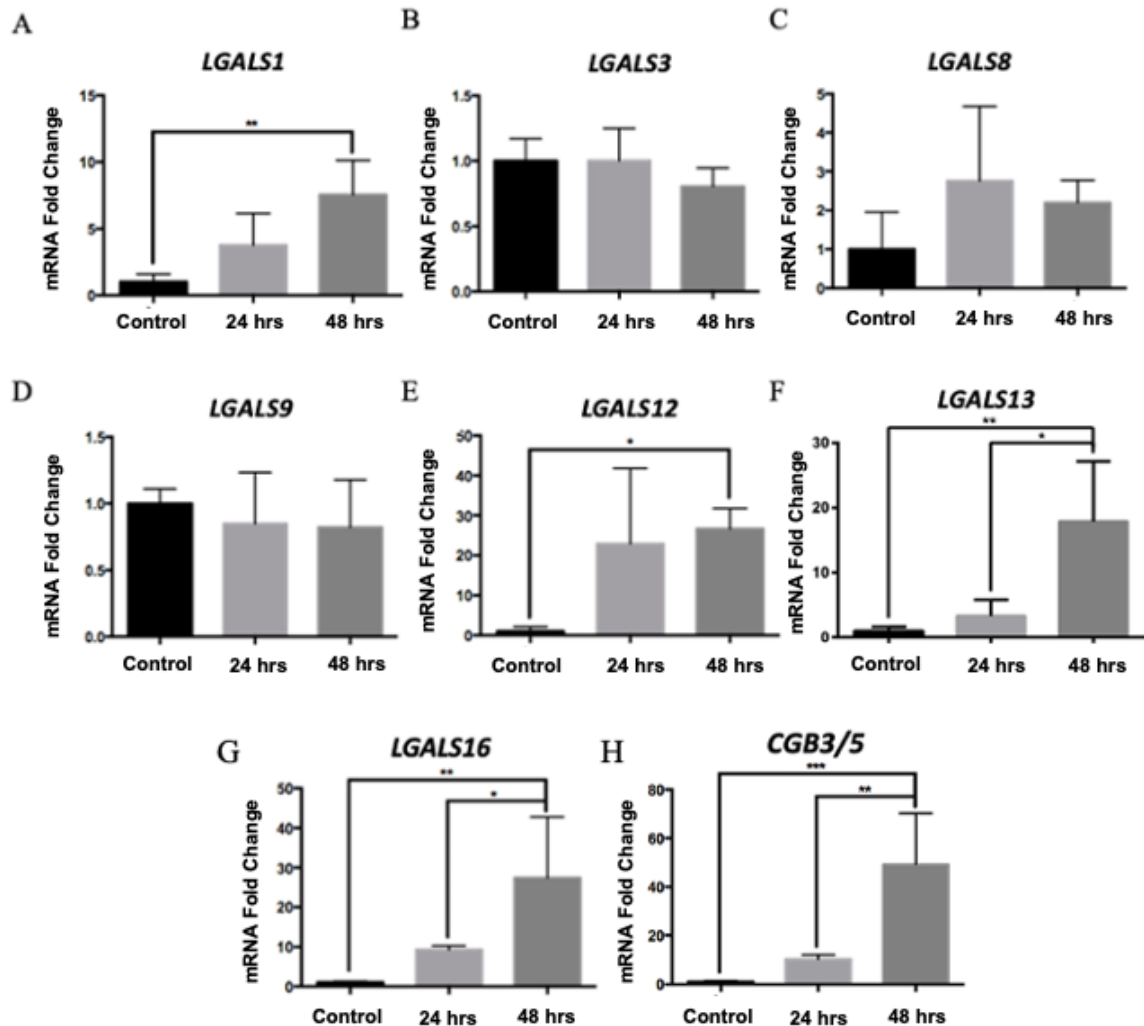 A
LGALS1
mRNA Fold Change
15
10
5
0
**
Control 24 hrs 48 hrs
B
LGALS3
mRNA Fold Change
1.5
1.0
0.5
0.0
Control 24 hrs 48 hrs
C
LGALS8
mRNA Fold Change
5
4
3
2
1
0
Control 24 hrs 48 hrs
D
LGALS9
mRNA Fold Change
1.5
1.0
0.5
0.0
Control 24 hrs 48 hrs
E
LGALS12
mRNA Fold Change
50
40
30
20
10
0
*
Control 24 hrs 48 hrs
F
LGALS13
mRNA Fold Change
30
20
10
0
**
*
Control 24 hrs 48 hrs
G
LGALS16
mRNA Fold Change
50
40
30
20
10
0
**
*
Control 24 hrs 48 hrs
H
CGB3/5
mRNA Fold Change
80
60
40
20
0
***
**
Control 24 hrs 48 hrs